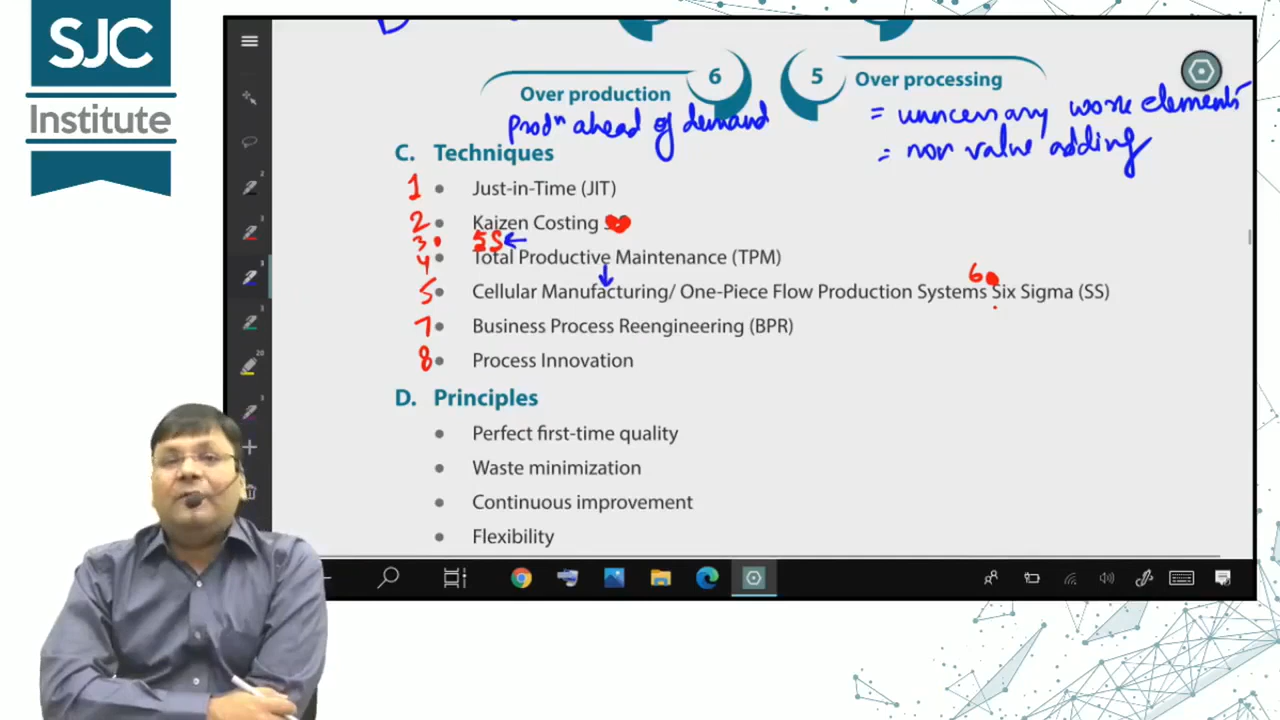 SJC
Institute
6
5
Over production
Over processing
prodn ahead of demand
= unncessary work elements
= non value adding
C. Techniques
1 • Just-in-Time (JIT)
2 • Kaizen Costing
3 • 5S ←
4 • Total Productive Maintenance (TPM)
5 • Cellular Manufacturing/ One-Piece Flow Production Systems 6 • Six Sigma (SS)
7 • Business Process Reengineering (BPR)
8 • Process Innovation
D. Principles
• Perfect first-time quality
• Waste minimization
• Continuous improvement
• Flexibility